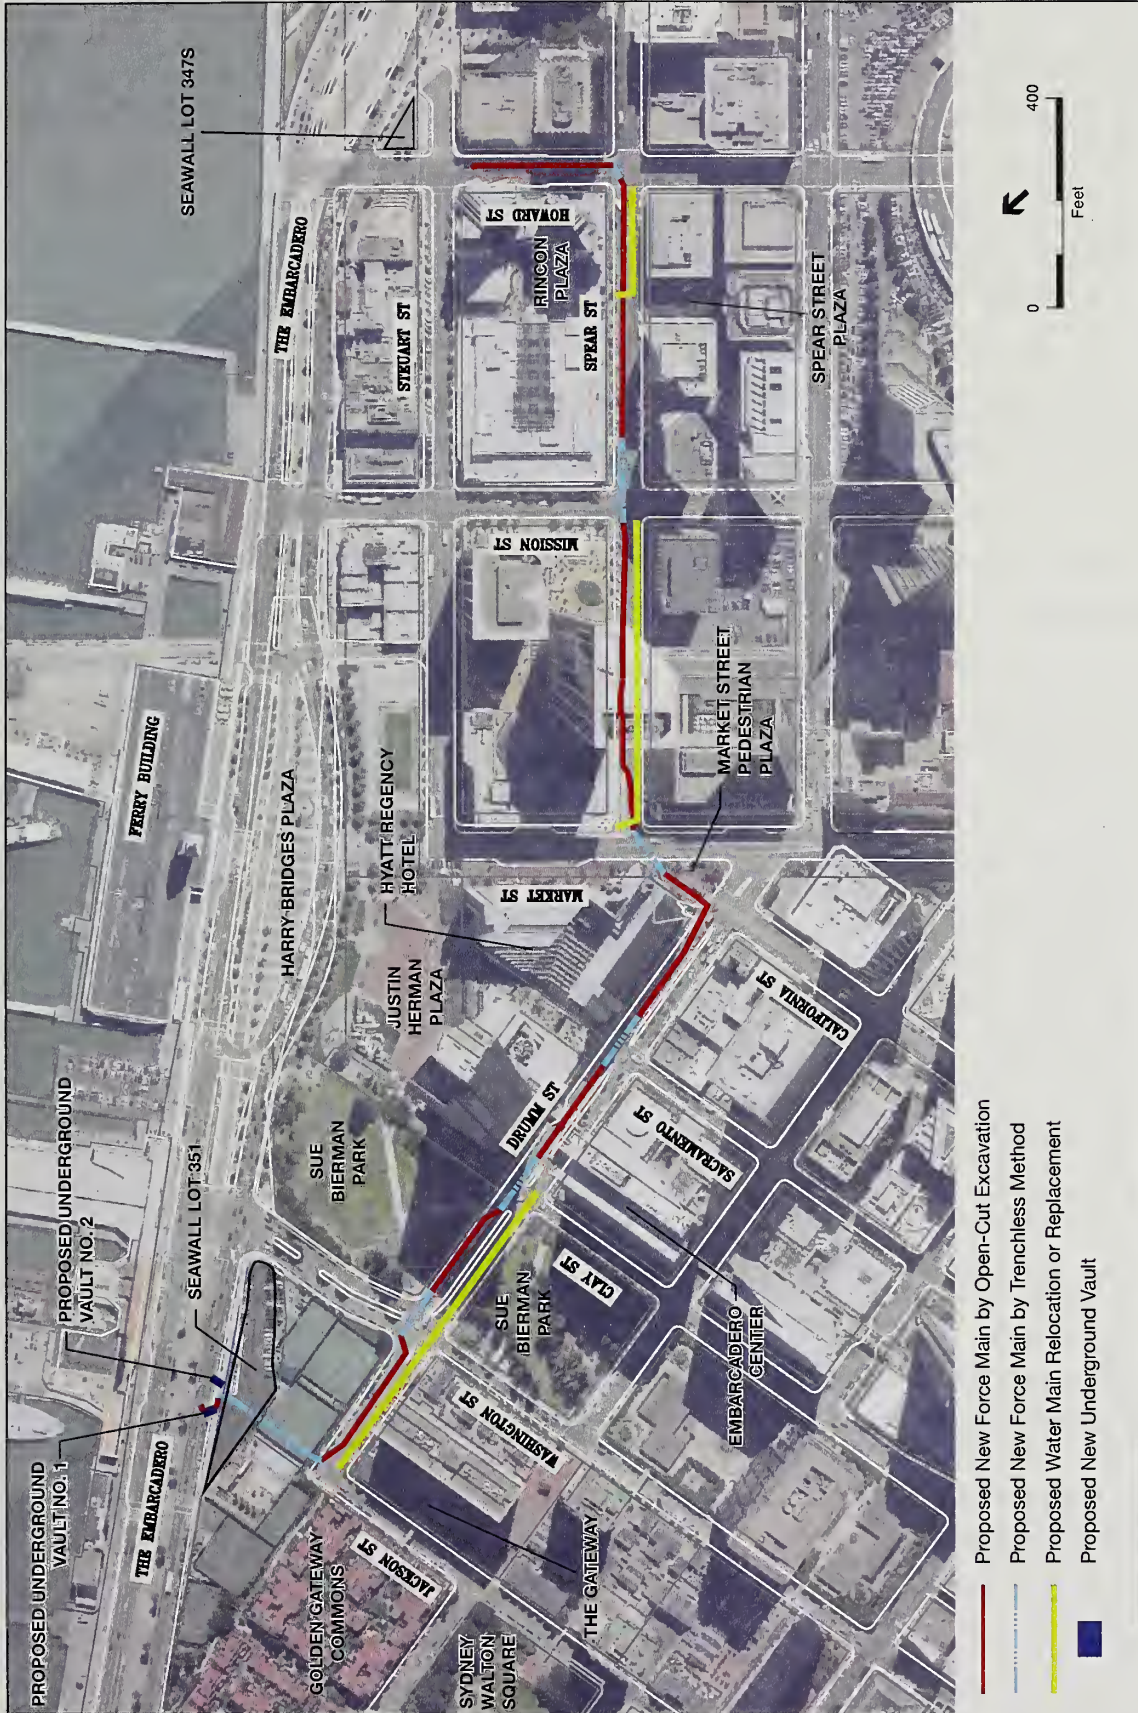 PROPOSED UNDERGROUND
VAULT NO. 1
PROPOSED UNDERGROUND
VAULT NO. 2
SEAWALL LOT 351
SEAWALL LOT 347S
THE EMBARCADERO
THE EMBARCADERO
FERRY BUILDING
HARRY BRIDGES PLAZA
HYATT REGENCY
HOTEL
JUSTIN
HERMAN
PLAZA
SUE
BIERMAN
PARK
STEUART ST
HOWARD ST
RINCON
PLAZA
SPEAR ST
MISSION ST
MARKET ST
DRUMM ST
SPEAR STREET
PLAZA
MARKET STREET
PEDESTRIAN
PLAZA
CALIFORNIA ST
SACRAMENTO ST
CLAY ST
SUE
BIERMAN
PARK
WASHINGTON ST
EMBARCADERO
CENTER
GOLDEN GATEWAY
COMMONS
JACKSON ST
SYDNEY
WALTON
SQUARE
THE GATEWAY
Proposed New Force Main by Open-Cut Excavation
Proposed New Force Main by Trenchless Method
Proposed Water Main Relocation or Replacement
Proposed New Underground Vault
0
400
Feet